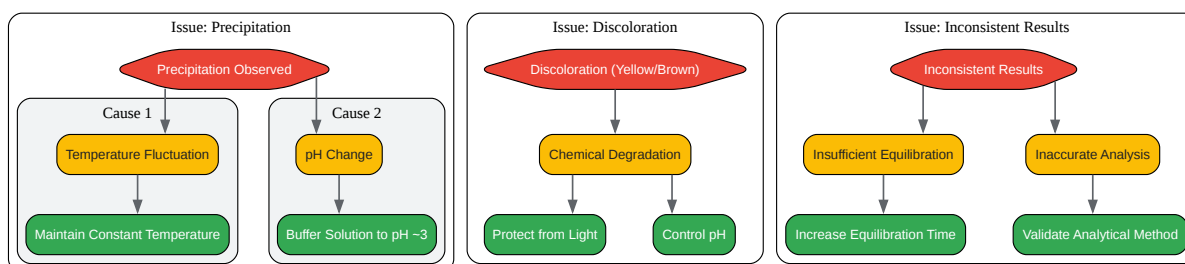 Issue: Precipitation
Precipitation Observed
Cause 1
Temperature Fluctuation
Maintain Constant Temperature
Cause 2
pH Change
Buffer Solution to pH ~3
Issue: Discoloration
Discoloration (Yellow/Brown)
Chemical Degradation
Protect from Light
Control pH
Issue: Inconsistent Results
Inconsistent Results
Insufficient Equilibration
Inaccurate Analysis
Increase Equilibration Time
Validate Analytical Method